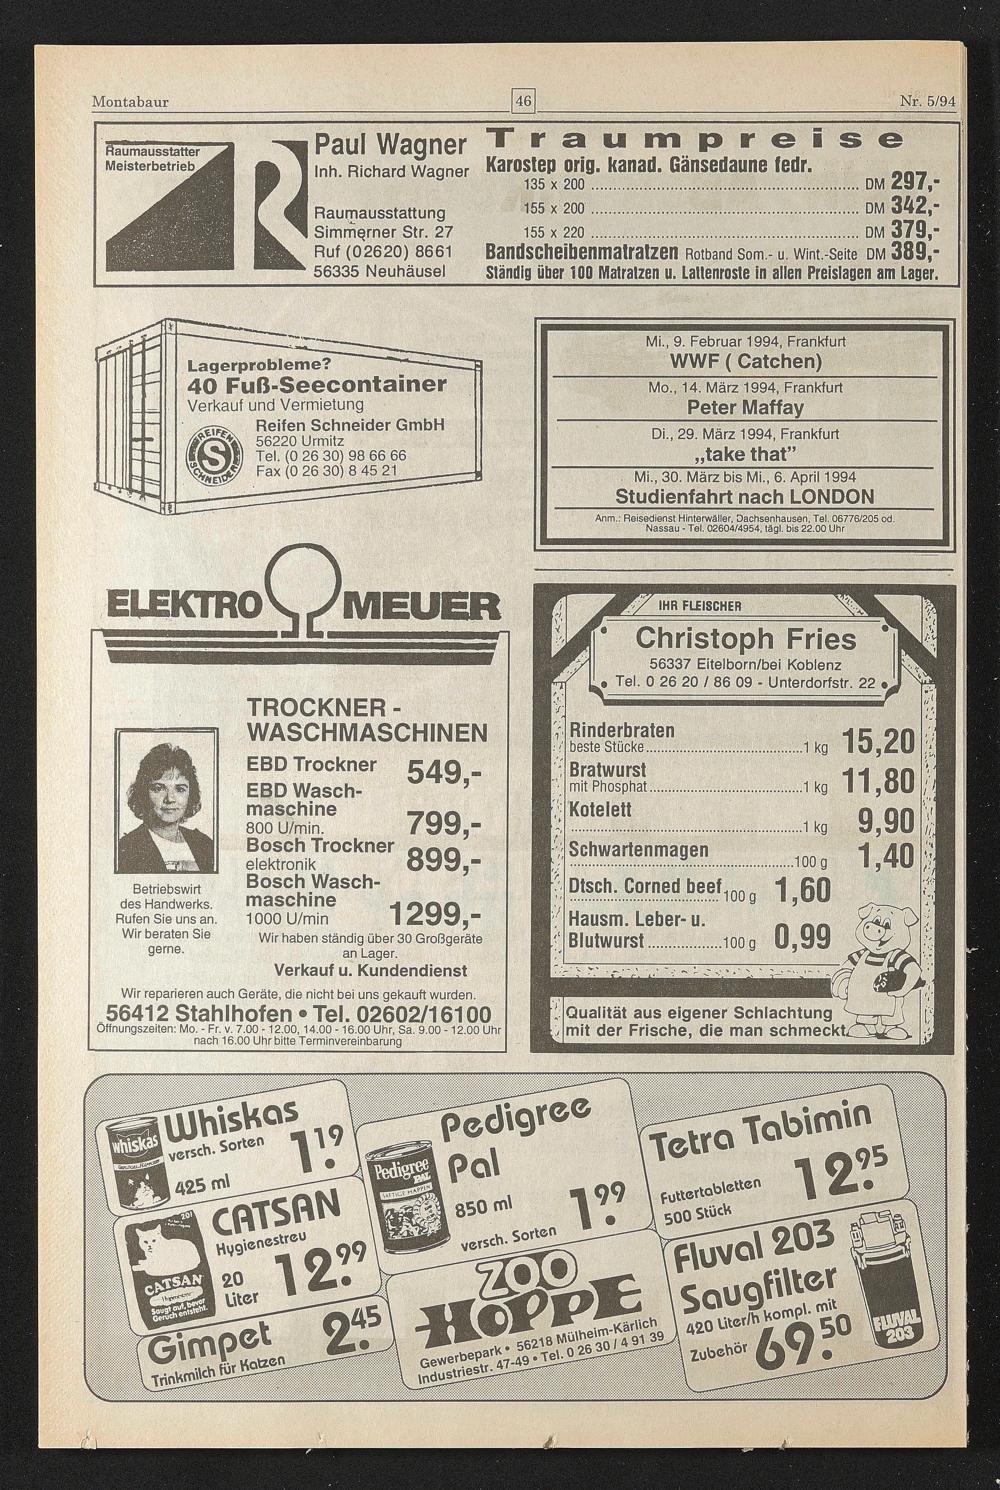 Montabaur
46
Nr. 5/94
Raumausstatter
Meisterbetrieb
Paul Wagner
Inh. Richard Wagner
Raumausstattung
Simmerner Str. 27
Ruf (02620) 8661
56335 Neuhäusel
Traumpreise
Karostep orig. kanad. Gänsedaune fedr.
135 x 200 ........ DM 297,-
155 x 200 ........ DM 342,-
155 x 220 ........ DM 379,-
Bandscheibenmatratzen Rotband Som.- u. Wint.-Seite DM 389,-
Ständig über 100 Matratzen u. Lattenroste in allen Preislagen am Lager.
Lagerprobleme?
40 Fuß-Seecontainer
Verkauf und Vermietung
REIFEN
S
SCHNEIDER
Reifen Schneider GmbH
56220 Urmitz
Tel. (0 26 30) 98 66 66
Fax (0 26 30) 8 45 21
Mi., 9. Februar 1994, Frankfurt
WWF ( Catchen)
Mo., 14. März 1994, Frankfurt
Peter Maffay
Di., 29. März 1994, Frankfurt
„take that”
Mi., 30. März bis Mi., 6. April 1994
Studienfahrt nach LONDON
Anm.: Reisedienst Hinterwäller, Dachsenhausen, Tel. 06776/205 od.
Nassau - Tel. 02604/4954, tägl. bis 22.00 Uhr
ELEKTRO MEUER
TROCKNER -
WASCHMASCHINEN
EBD Trockner 549,-
EBD Wasch-
maschine
800 U/min. 799,-
Bosch Trockner
elektronik 899,-
Bosch Wasch-
maschine
1000 U/min 1299,-
Betriebswirt
des Handwerks.
Rufen Sie uns an.
Wir beraten Sie
gerne.
Wir haben ständig über 30 Großgeräte
an Lager.
Verkauf u. Kundendienst
Wir reparieren auch Geräte, die nicht bei uns gekauft wurden.
56412 Stahlhofen • Tel. 02602/16100
Öffnungszeiten: Mo. - Fr. v. 7.00 - 12.00, 14.00 - 16.00 Uhr, Sa. 9.00 - 12.00 Uhr
nach 16.00 Uhr bitte Terminvereinbarung
IHR FLEISCHER
Christoph Fries
56337 Eitelborn/bei Koblenz
Tel. 0 26 20 / 86 09 - Unterdorfstr. 22
Rinderbraten
beste Stücke........1 kg 15,20
Bratwurst
mit Phosphat........1 kg 11,80
Kotelett
........1 kg 9,90
Schwartenmagen
........100 g 1,40
Dtsch. Corned beef 100 g 1,60
Hausm. Leber- u.
Blutwurst ........100 g 0,99
Qualität aus eigener Schlachtung
mit der Frische, die man schmeckt
whiskas
Whiskas
versch. Sorten
425 ml
1.19
Pedigree
PAL
SAFTIGE HAPPEN
Pedigree
Pal
850 ml
versch. Sorten
1.99
Tetra Tabimin
Futtertabletten
500 Stück
12.95
20l
CATSAN
Saugt auf, bevor
Geruch entsteht.
CATSAN
Hygienestreu
20
Liter
12.99
Gimpet
Trinkmilch für Katzen
2.45
ZOO
HOPPE
Gewerbepark • 56218 Mülheim-Kärlich
Industriestr. 47-49 • Tel. 0 26 30 / 4 91 39
Fluval 203
Saugfilter
420 Liter/h kompl. mit
Zubehör
69.50
FLUVAL
203